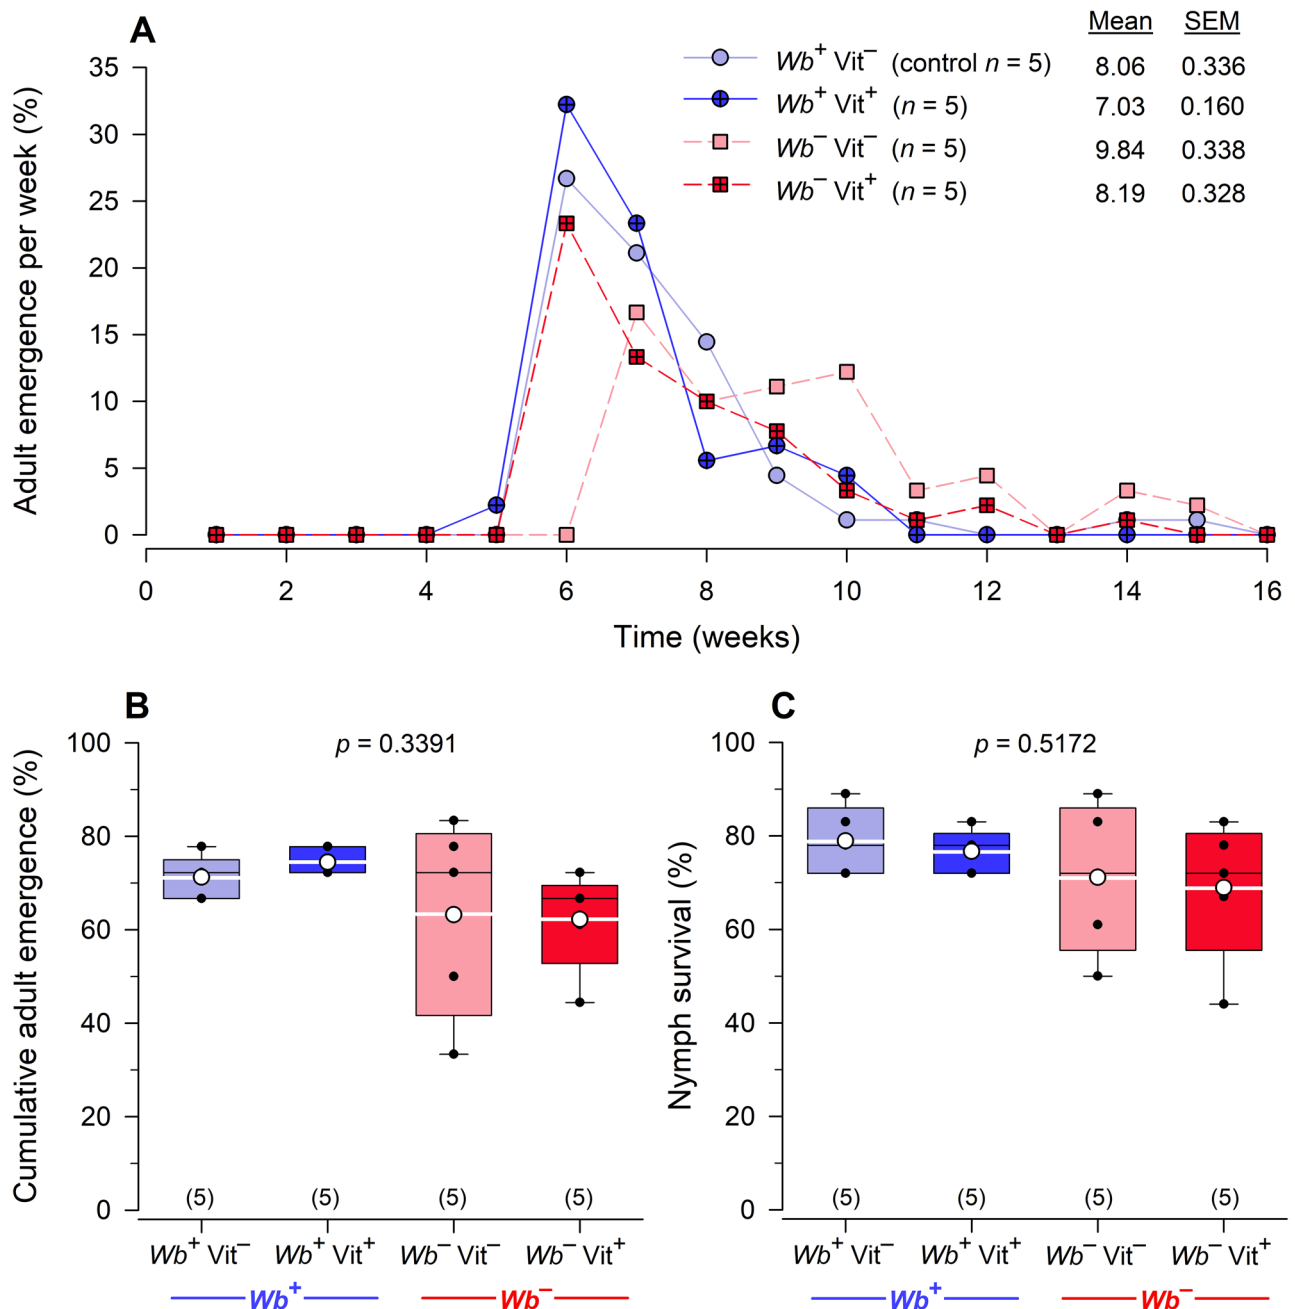 A
Mean SEM
Wb⁺ Vit⁻ (control n = 5) 8.06 0.336
Wb⁺ Vit⁺ (n = 5) 7.03 0.160
Wb⁻ Vit⁻ (n = 5) 9.84 0.338
Wb⁻ Vit⁺ (n = 5) 8.19 0.328
Adult emergence per week (%)
35
30
25
20
15
10
5
0
0 2 4 6 8 10 12 14 16
Time (weeks)
B
p = 0.3391
Cumulative adult emergence (%)
100
80
60
40
20
0
(5) (5) (5) (5)
Wb⁺ Vit⁻ Wb⁺ Vit⁺ Wb⁻ Vit⁻ Wb⁻ Vit⁺
Wb⁺ Wb⁻
C
p = 0.5172
Nymph survival (%)
100
80
60
40
20
0
(5) (5) (5) (5)
Wb⁺ Vit⁻ Wb⁺ Vit⁺ Wb⁻ Vit⁻ Wb⁻ Vit⁺
Wb⁺ Wb⁻